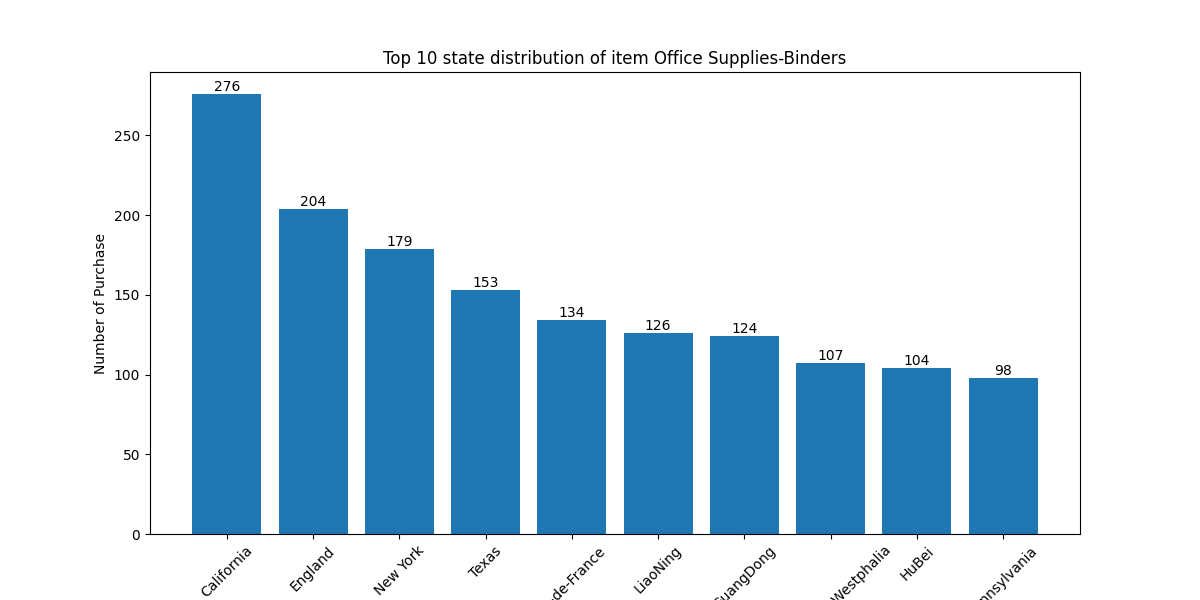 Top 10 state distribution of item Office Supplies-Binders
276
204
179
153
134
126
124
107
104
98
Number of Purchase
250
200
150
100
50
0
California
England
New York
Texas
de-France
LiaoNing
GuangDong
Westphalia
HuBei
nnsylvania